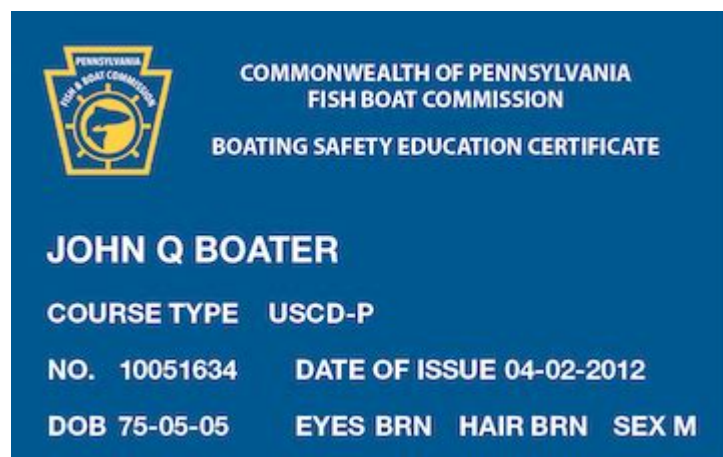 PENNSYLVANIA
FISH & BOAT COMMISSION
COMMONWEALTH OF PENNSYLVANIA
FISH BOAT COMMISSION
BOATING SAFETY EDUCATION CERTIFICATE
JOHN Q BOATER
COURSE TYPE USCD-P
NO. 10051634 DATE OF ISSUE 04-02-2012
DOB 75-05-05 EYES BRN HAIR BRN SEX M